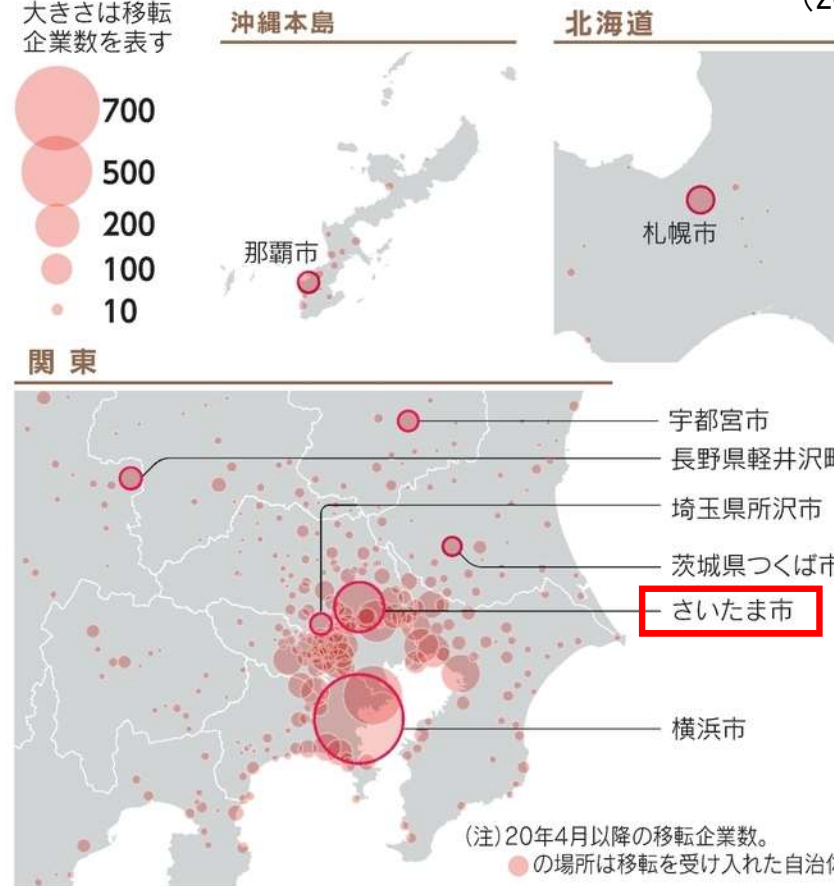 大きさは移転
企業数を表す
700
500
200
100
10
沖縄本島
那覇市
北海道
札幌市
関東
宇都宮市
長野県軽井沢町
埼玉県所沢市
茨城県つくば市
さいたま市
横浜市
(注)20年4月以降の移転企業数。
の場所は移転を受け入れた自治体